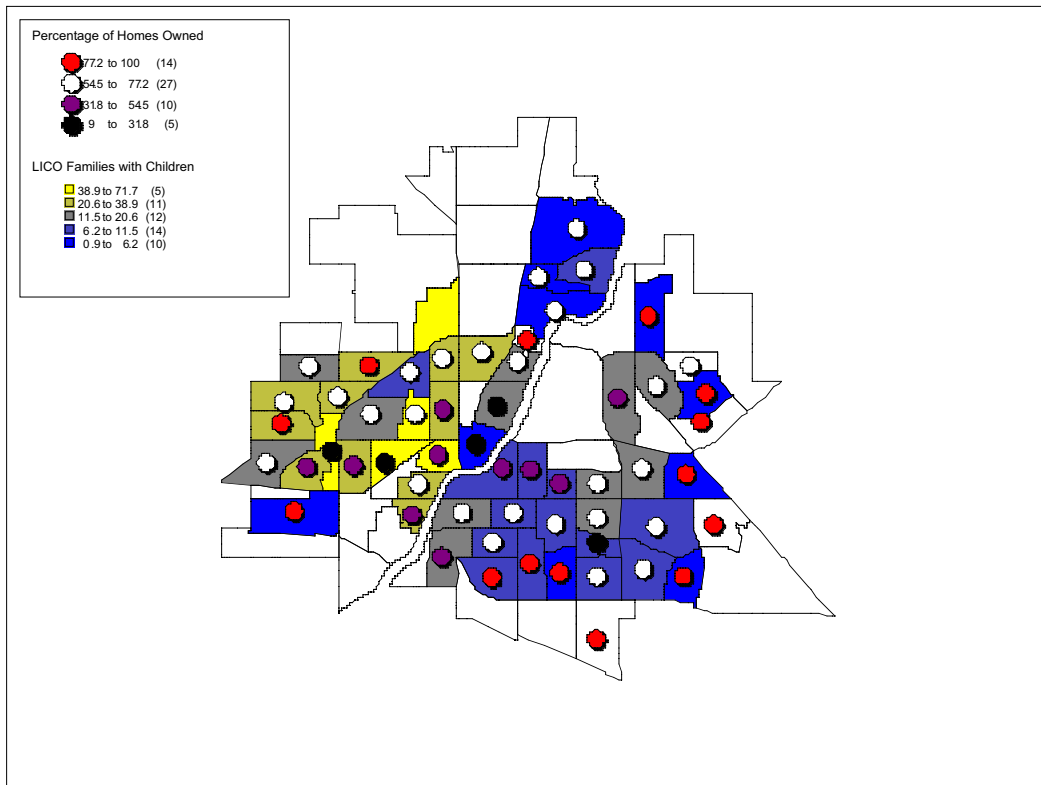 Percentage of Homes Owned
77.2 to 100 (14)
54.5 to 77.2 (27)
31.8 to 54.5 (10)
9 to 31.8 (5)
LICO Families with Children
38.9 to 71.7 (5)
20.6 to 38.9 (11)
11.5 to 20.6 (12)
6.2 to 11.5 (14)
0.9 to 6.2 (10)